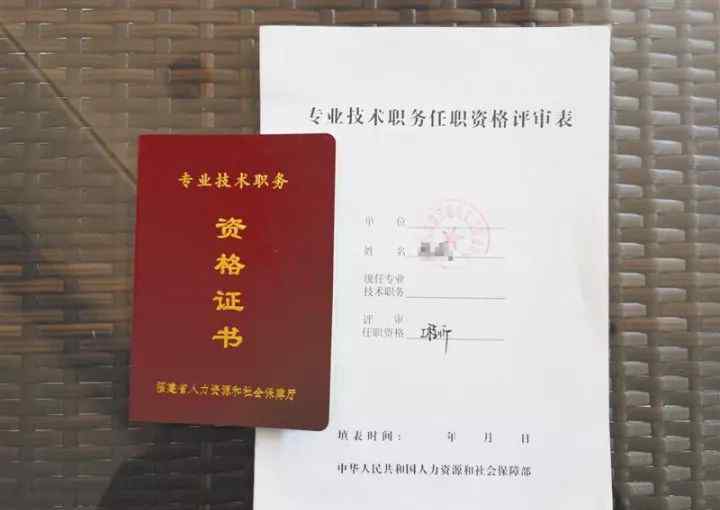 专业技术职务
资格证书
福建省人力资源和社会保障厅
专业技术职务任职资格评审表
单位
姓名
现任专业
技术职务
评审
任职资格
填表时间： 年 月 日
中华人民共和国人力资源和社会保障部